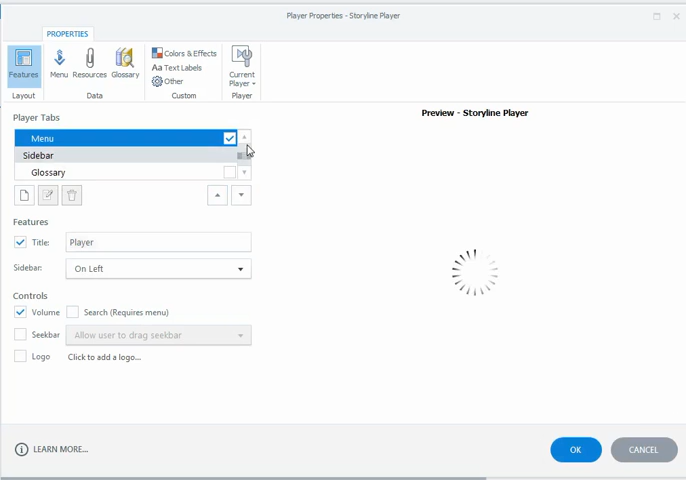 Player Properties - Storyline Player
PROPERTIES
Features
Menu
Resources
Glossary
Colors & Effects
Aa Text Labels
Other
Current
Player
Layout
Data
Custom
Player
Player Tabs
Preview - Storyline Player
Menu
Sidebar
Glossary
Features
Title:
Player
Sidebar:
On Left
Controls
Volume
Search (Requires menu)
Seekbar
Allow user to drag seekbar
Logo
Click to add a logo...
LEARN MORE...
OK
CANCEL